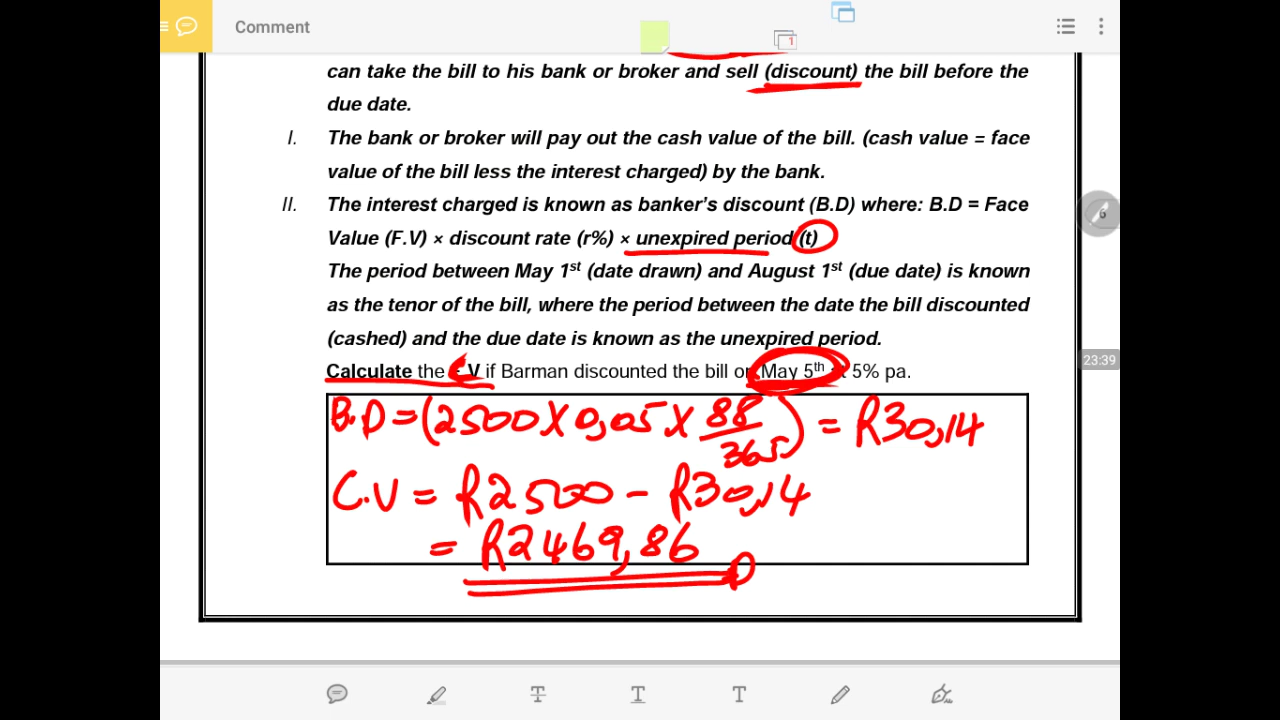 Comment
1
can take the bill to his bank or broker and sell (discount) the bill before the
due date.
I. The bank or broker will pay out the cash value of the bill. (cash value = face
value of the bill less the interest charged) by the bank.
II. The interest charged is known as banker's discount (B.D) where: B.D = Face
Value (F.V) × discount rate (r%) × unexpired period (t)
The period between May 1st (date drawn) and August 1st (due date) is known
as the tenor of the bill, where the period between the date the bill discounted
(cashed) and the due date is known as the unexpired period.
23:39
Calculate the C V if Barman discounted the bill on May 5th at 5% pa.
B.D = (2500 X 0,05 X 88/365) = R30,14
C.V = R2500 - R30,14
= R2469,86